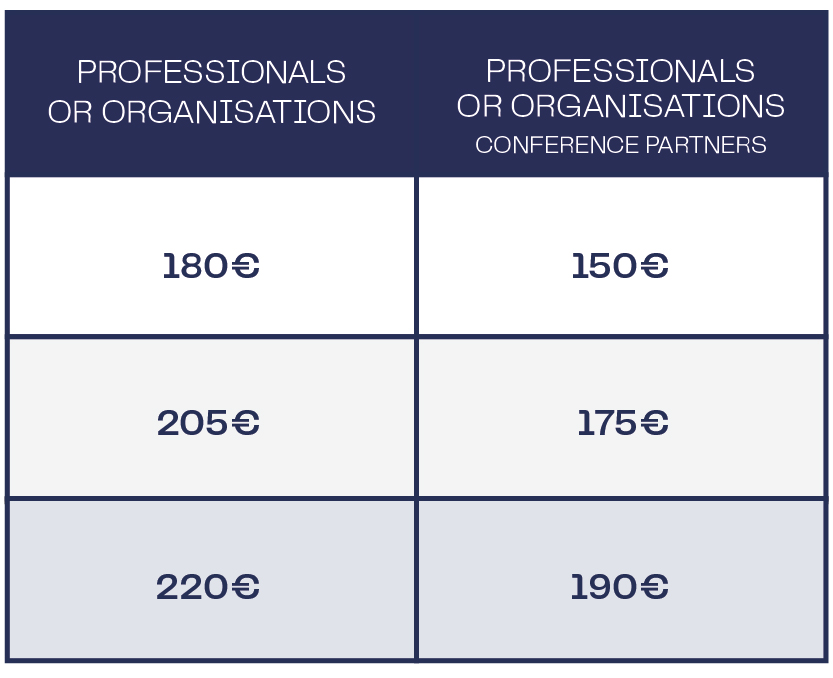 PROFESSIONALS
OR ORGANISATIONS
PROFESSIONALS
OR ORGANISATIONS
CONFERENCE PARTNERS
180€
150€
205€
175€
220€
190€